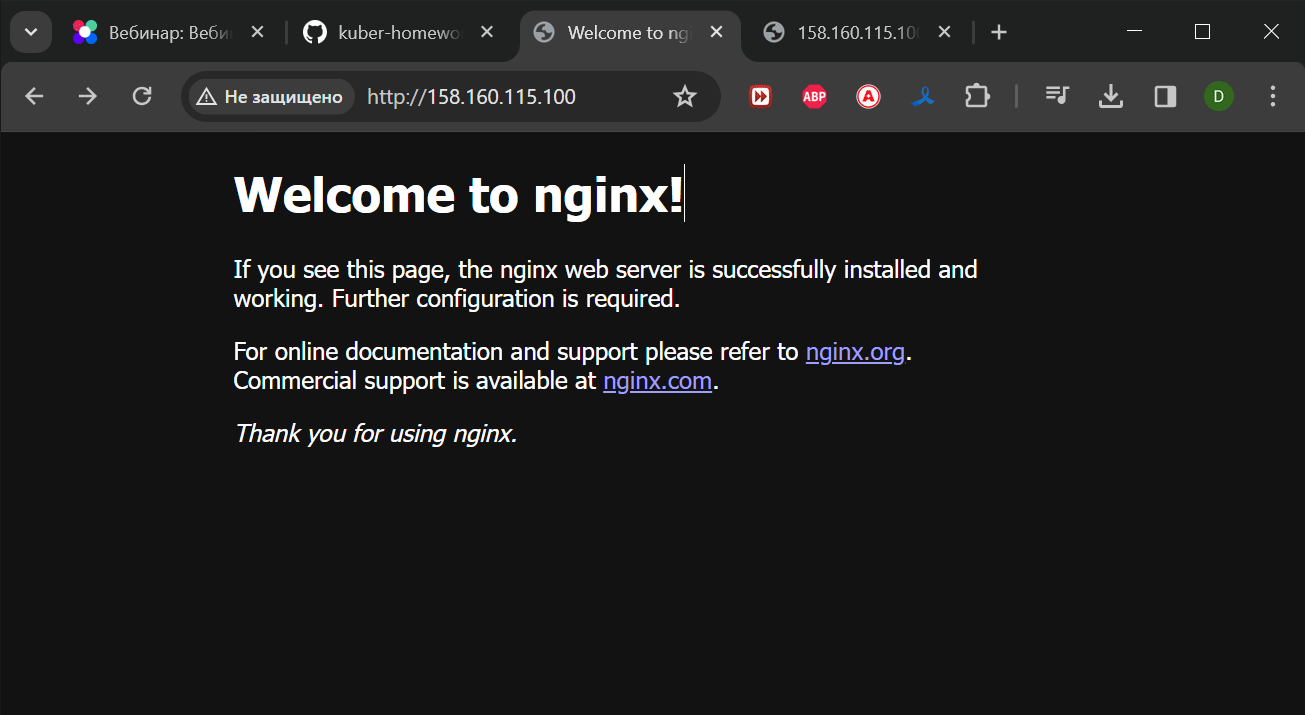 Вебинар: Веби
kuber-homewo
Welcome to ng
158.160.115.10
Не защищено
http://158.160.115.100
ABP
A
D
Welcome to nginx!
If you see this page, the nginx web server is successfully installed and
working. Further configuration is required.
For online documentation and support please refer to nginx.org.
Commercial support is available at nginx.com.
Thank you for using nginx.